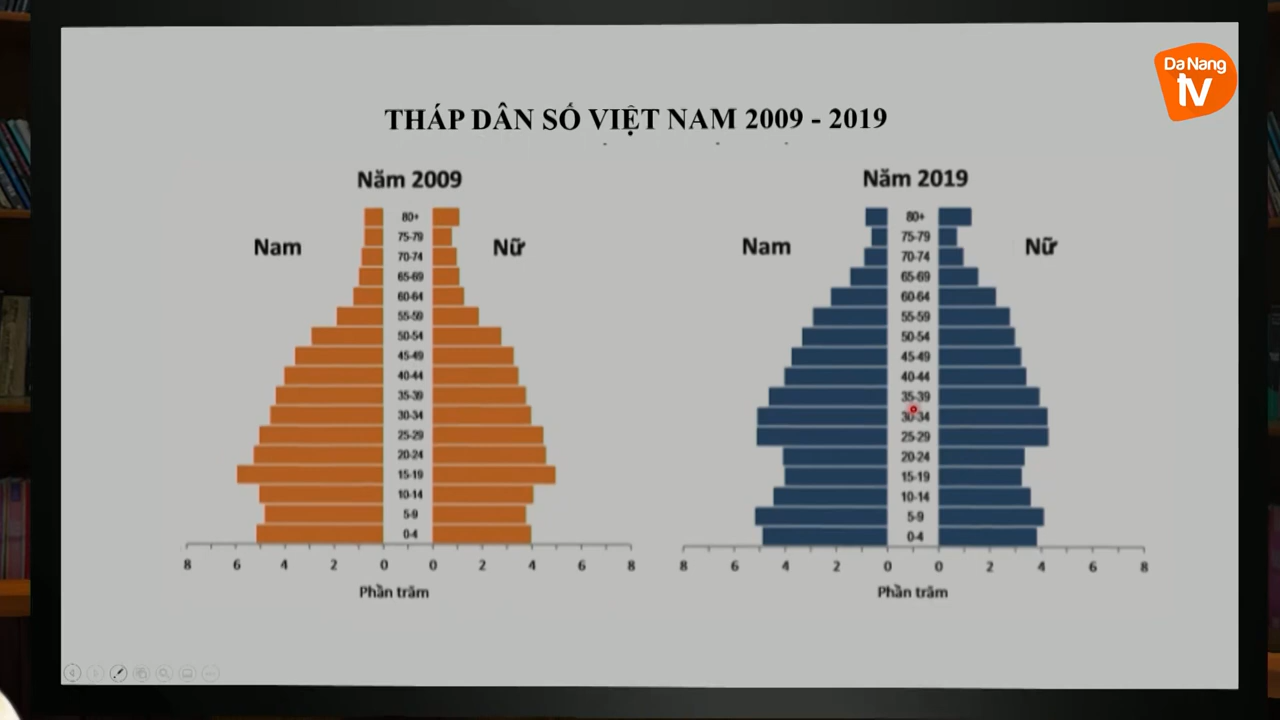 Da Nang
tv
THÁP DÂN SỐ VIỆT NAM 2009 - 2019
Năm 2009
Nam
Nữ
80+
75-79
70-74
65-69
60-64
55-59
50-54
45-49
40-44
35-39
30-34
25-29
20-24
15-19
10-14
5-9
0-4
8 6 4 2 0 0 2 4 6 8
Phần trăm
Năm 2019
Nam
Nữ
80+
75-79
70-74
65-69
60-64
55-59
50-54
45-49
40-44
35-39
30-34
25-29
20-24
15-19
10-14
5-9
0-4
8 6 4 2 0 0 2 4 6 8
Phần trăm